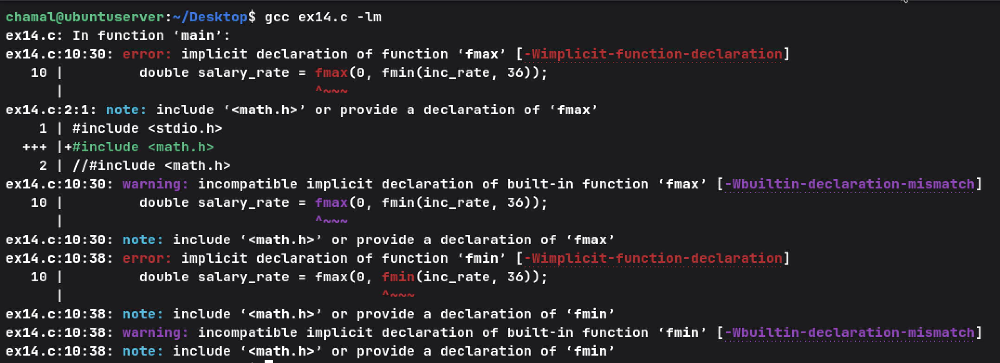 chamal@ubuntuserver:~/Desktop$ gcc ex14.c -lm
ex14.c: In function ‘main’:
ex14.c:10:30: error: implicit declaration of function ‘fmax’ [-Wimplicit-function-declaration]
   10 |         double salary_rate = fmax(0, fmin(inc_rate, 36));
      |                              ^~~~
ex14.c:2:1: note: include ‘<math.h>’ or provide a declaration of ‘fmax’
    1 | #include <stdio.h>
  +++ |+#include <math.h>
    2 | //#include <math.h>
ex14.c:10:30: warning: incompatible implicit declaration of built-in function ‘fmax’ [-Wbuiltin-declaration-mismatch]
   10 |         double salary_rate = fmax(0, fmin(inc_rate, 36));
      |                              ^~~~
ex14.c:10:30: note: include ‘<math.h>’ or provide a declaration of ‘fmax’
ex14.c:10:38: error: implicit declaration of function ‘fmin’ [-Wimplicit-function-declaration]
   10 |         double salary_rate = fmax(0, fmin(inc_rate, 36));
      |                                      ^~~~
ex14.c:10:38: note: include ‘<math.h>’ or provide a declaration of ‘fmin’
ex14.c:10:38: warning: incompatible implicit declaration of built-in function ‘fmin’ [-Wbuiltin-declaration-mismatch]
ex14.c:10:38: note: include ‘<math.h>’ or provide a declaration of ‘fmin’